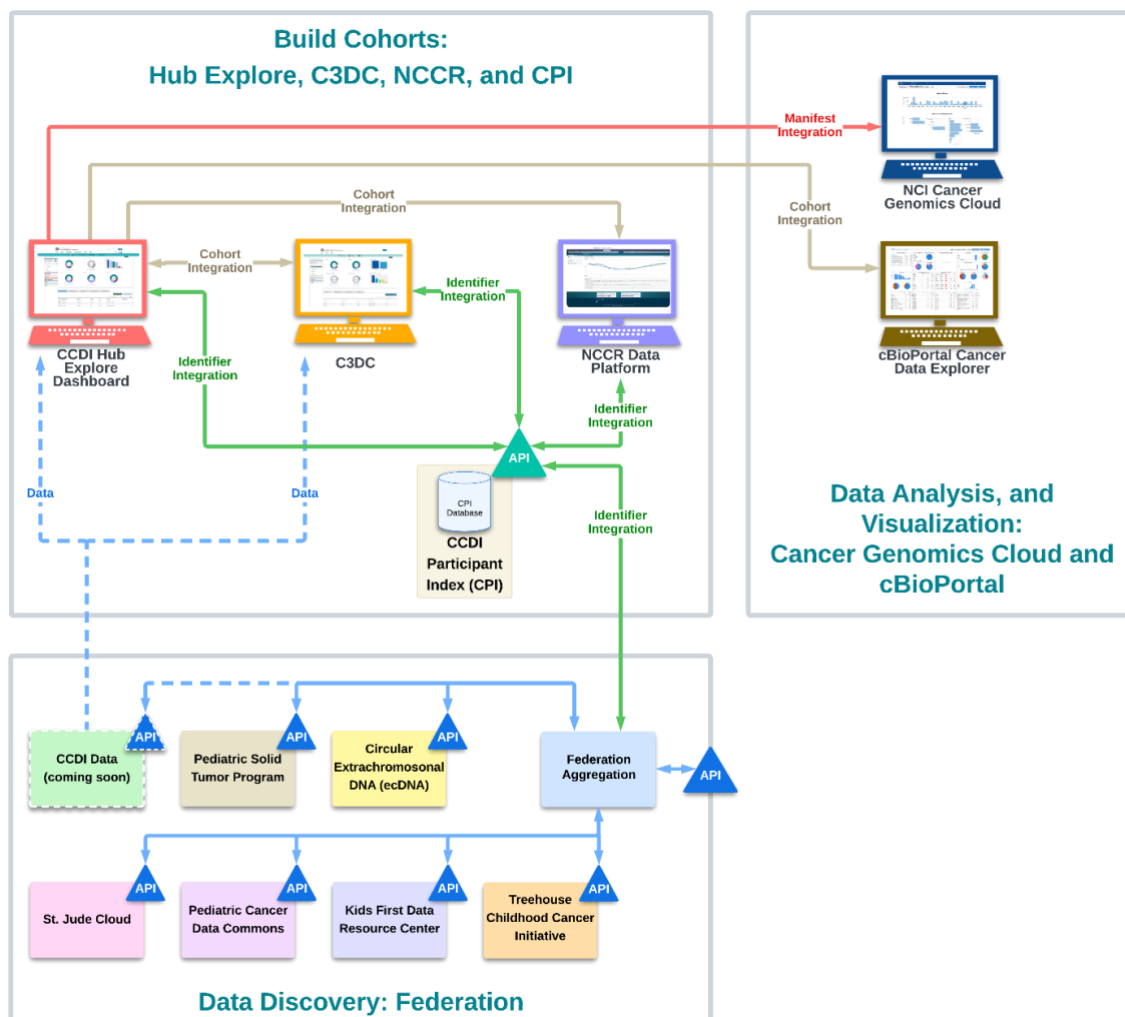 Build Cohorts:
Hub Explore, C3DC, NCCR, and CPI
Manifest
Integration
NCI Cancer
Genomics Cloud
Cohort
Integration
Cohort
Integration
Cohort
Integration
Identifier
Integration
CCDI Hub
Explore
Dashboard
C3DC
NCCR Data
Platform
cBioPortal Cancer
Data Explorer
Identifier
Integration
Identifier
Integration
API
Data
Data
CPI
Database
CCDI
Participant
Index (CPI)
Identifier
Integration
Data Analysis, and
Visualization:
Cancer Genomics Cloud and
cBioPortal
API
API
API
CCDI Data
(coming soon)
Pediatric Solid
Tumor Program
Circular
Extrachromosonal
DNA (ecDNA)
Federation
Aggregation
API
API
API
API
API
St. Jude Cloud
Pediatric Cancer
Data Commons
Kids First Data
Resource Center
Treehouse
Childhood Cancer
Initiative
Data Discovery: Federation